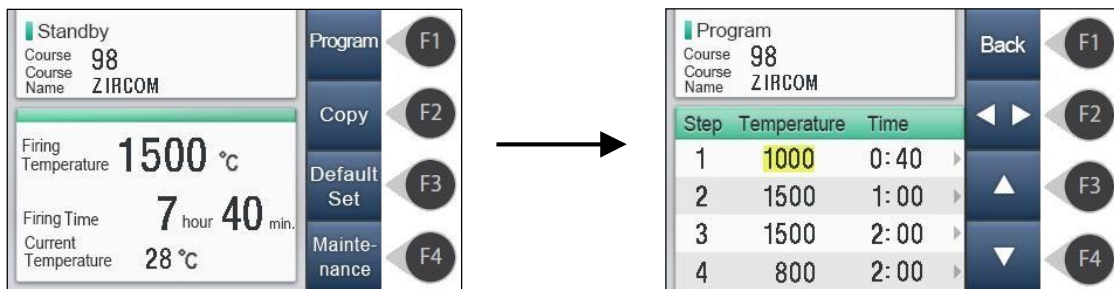 Standby
Course 98
Course Name ZIRCOM
Firing Temperature 1500 °C
Firing Time 7 hour 40 min.
Current Temperature 28 °C
Program F1
Copy F2
Default Set F3
Mainte-
nance F4
Program
Course 98
Course Name ZIRCOM
Step Temperature Time
1 1000 0:40
2 1500 1:00
3 1500 2:00
4 800 2:00
Back F1
F2
F3
F4